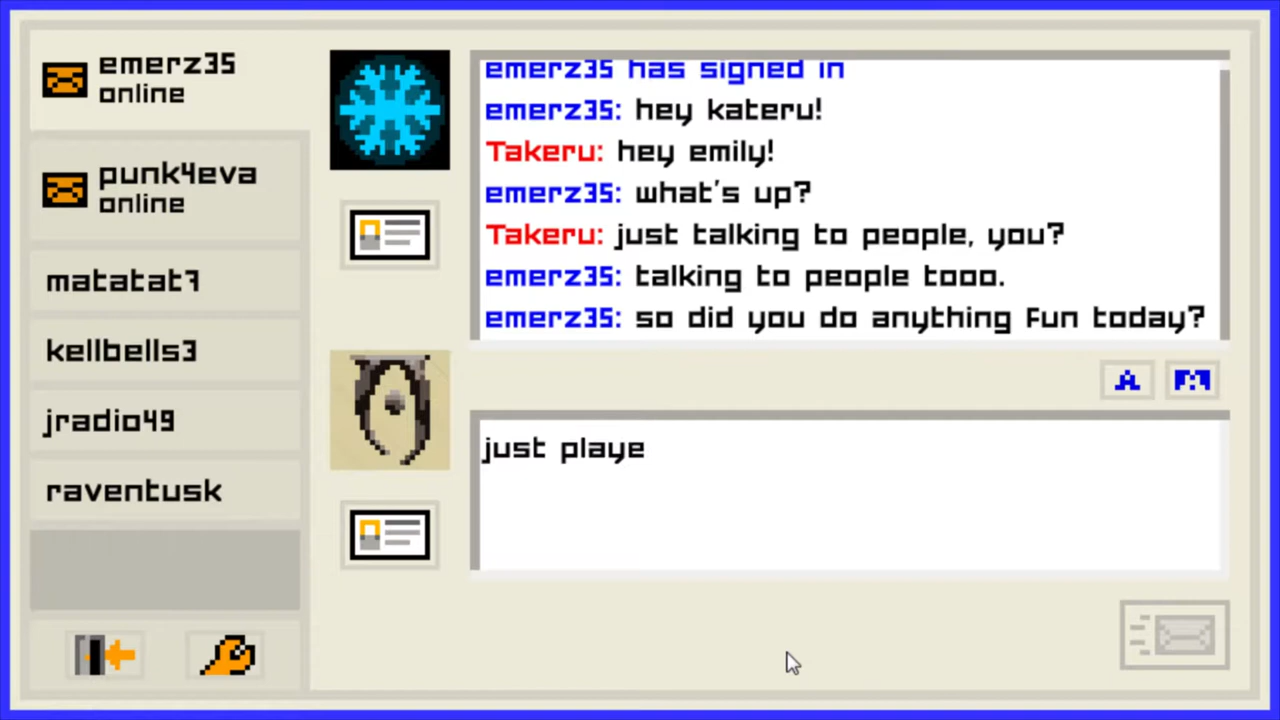 emerz35
online
punk4eva
online
matatat7
kellbells3
jradio49
raventusk
emerz35 has signed in
emerz35: hey kateru!
Takeru: hey emily!
emerz35: what's up?
Takeru: just talking to people, you?
emerz35: talking to people tooo.
emerz35: so did you do anything fun today?
A
just playe